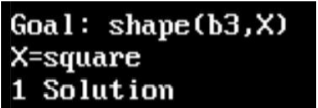 Goal: shape(b3,X)
X=square
1 Solution